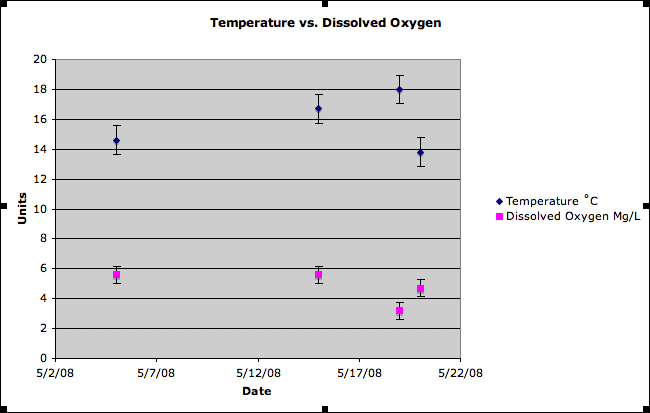 Temperature vs. Dissolved Oxygen
20
18
16
14
12
10
8
6
4
2
0
Units
5/2/08 5/7/08 5/12/08 5/17/08 5/22/08
Date
Temperature ˚C
Dissolved Oxygen Mg/L